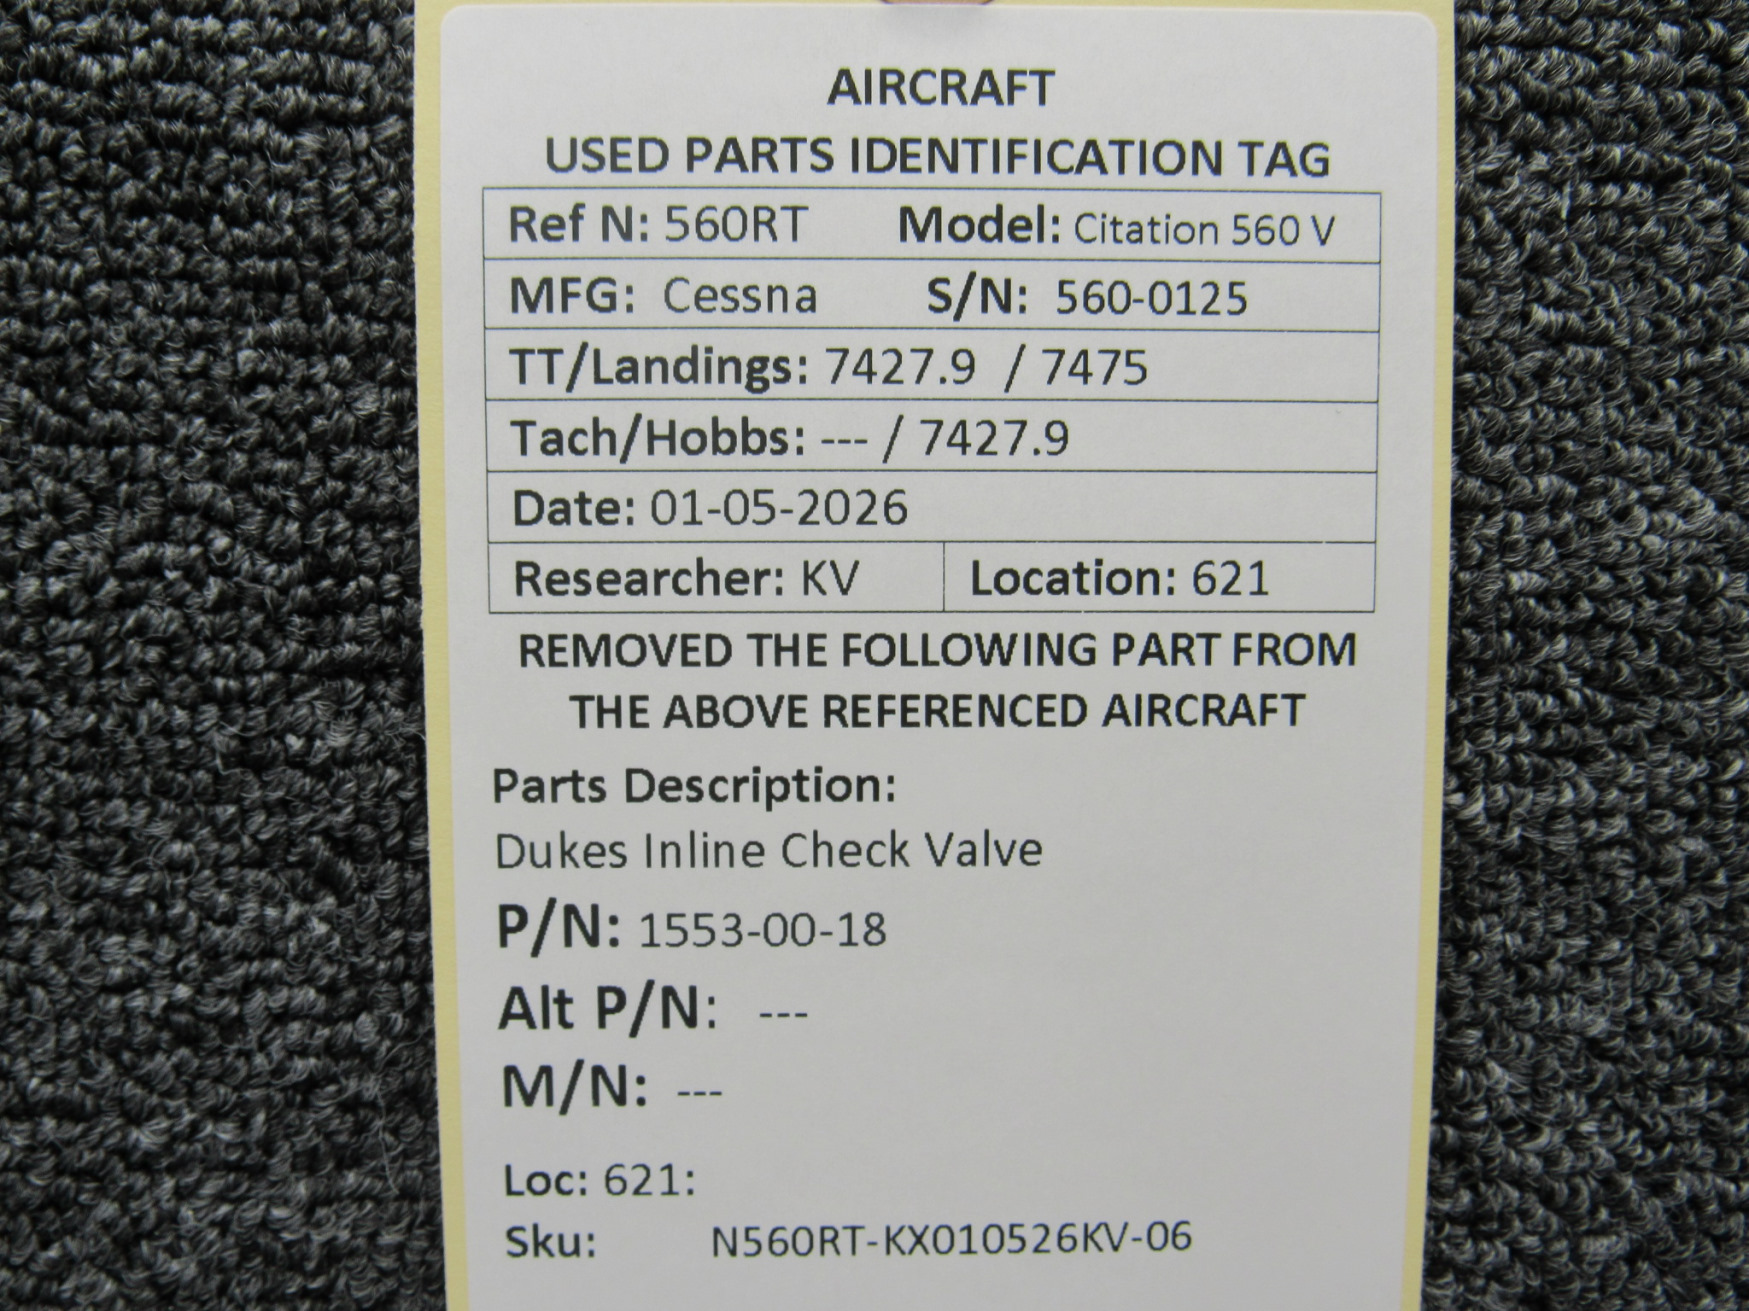 AIRCRAFT
USED PARTS IDENTIFICATION TAG
Ref N: 560RT Model: Citation 560 V
MFG: Cessna S/N: 560-0125
TT/Landings: 7427.9 / 7475
Tach/Hobbs: --- / 7427.9
Date: 01-05-2026
Researcher: KV Location: 621
REMOVED THE FOLLOWING PART FROM
THE ABOVE REFERENCED AIRCRAFT
Parts Description:
Dukes Inline Check Valve
P/N: 1553-00-18
Alt P/N: ---
M/N: ---
Loc: 621:
Sku: N560RT-KX010526KV-06